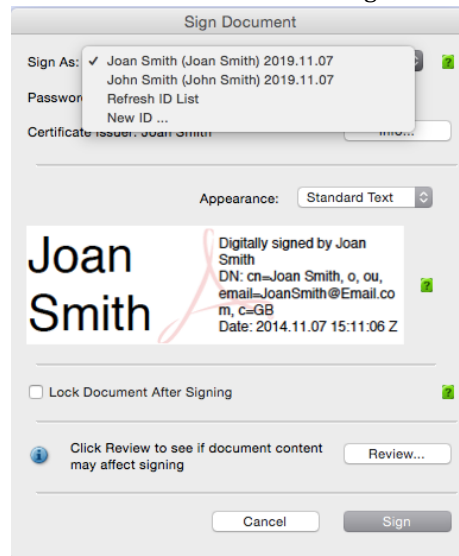 Sign Document
Sign As: ✓ Joan Smith (Joan Smith) 2019.11.07
John Smith (John Smith) 2019.11.07
Passwor
Refresh ID List
New ID ...
Certificate Issuer: Joan Smith
Info...
Appearance: Standard Text
Joan
Smith
Digitally signed by Joan
Smith
DN: cn=Joan Smith, o, ou,
email=JoanSmith@Email.co
m, c=GB
Date: 2014.11.07 15:11:06 Z
?
Lock Document After Signing
?
Click Review to see if document content
may affect signing
Review...
Cancel
Sign